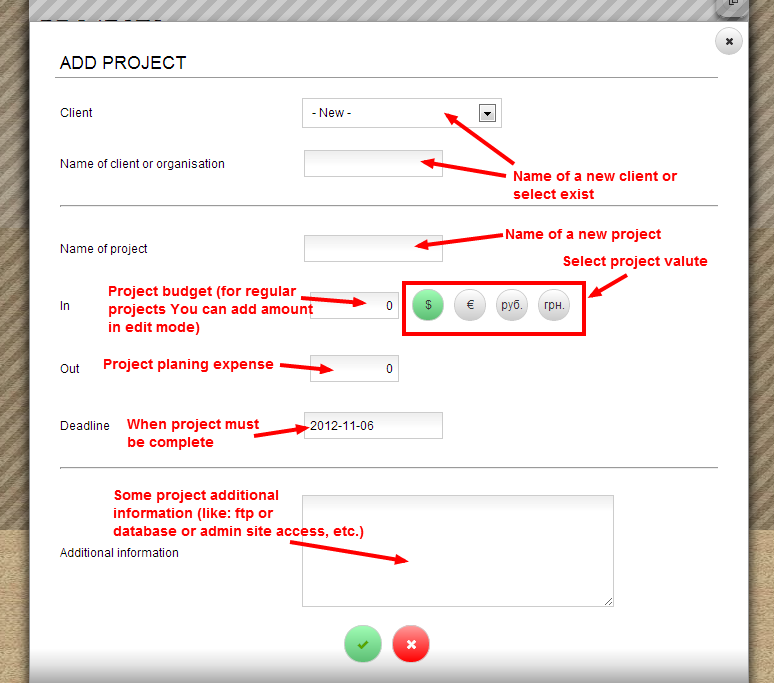 ADD PROJECT
Client
- New -
Name of client or organisation
Name of a new client or
select exist
Name of project
Name of a new project
Select project valute
In
Project budget (for regular
projects You can add amount
in edit mode)
0
$
€
руб.
грн.
Out
Project planing expense
0
Deadline
When project must
be complete
2012-11-06
Some project additional
information (like: ftp or
database or admin site access, etc.)
Additional information